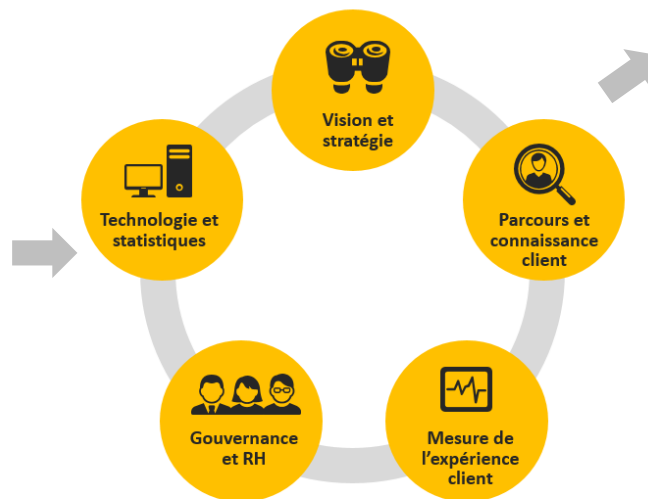 Vision et
stratégie
Parcours et
connaissance
client
Mesure de
l'expérience
client
Gouvernance
et RH
Technologie et
statistiques